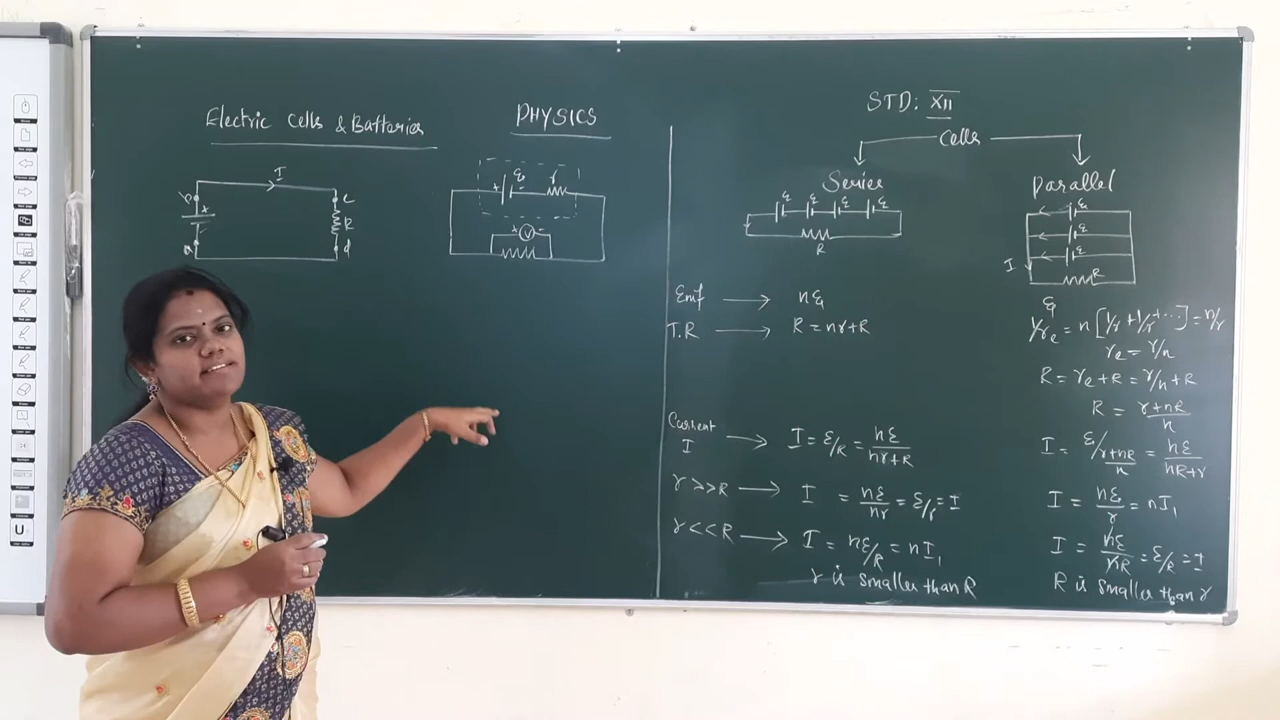 Electric Cells & Batteries
PHYSICS
I
b
c
+
-
R
a
d
ξ
r
+
-
+ V -
STD: XII
Cells
Series
Parallel
ξ ξ ξ ξ
R
ξ
ξ
ξ
I
R
Emf → nξ
T.R → R = nr+R
Current
I → I = ε/R = nε/nr+R
r >> R → I = nε/nr = ε/r = I
r << R → I = nε/R = nI₁
r is smaller than R
ξ
1/rₑ = n[1/r + 1/r + ...] = n/r
rₑ = r/n
R = rₑ + R = r/n + R
R = r+nR/n
I = ε/r+nR/n = nε/nR+r
I = nε/r = nI₁
I = nε/nR = ε/R = I
R is smaller than r